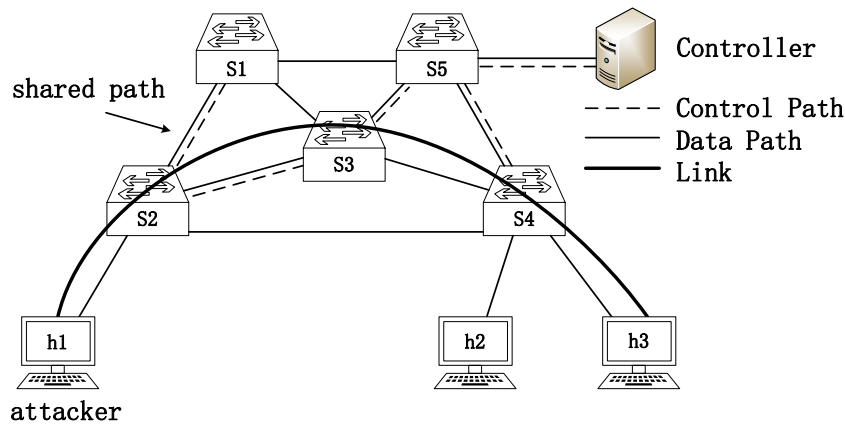 S1
S5
Controller
shared path
Control Path
Data Path
Link
S3
S2
S4
h1
h2
h3
attacker